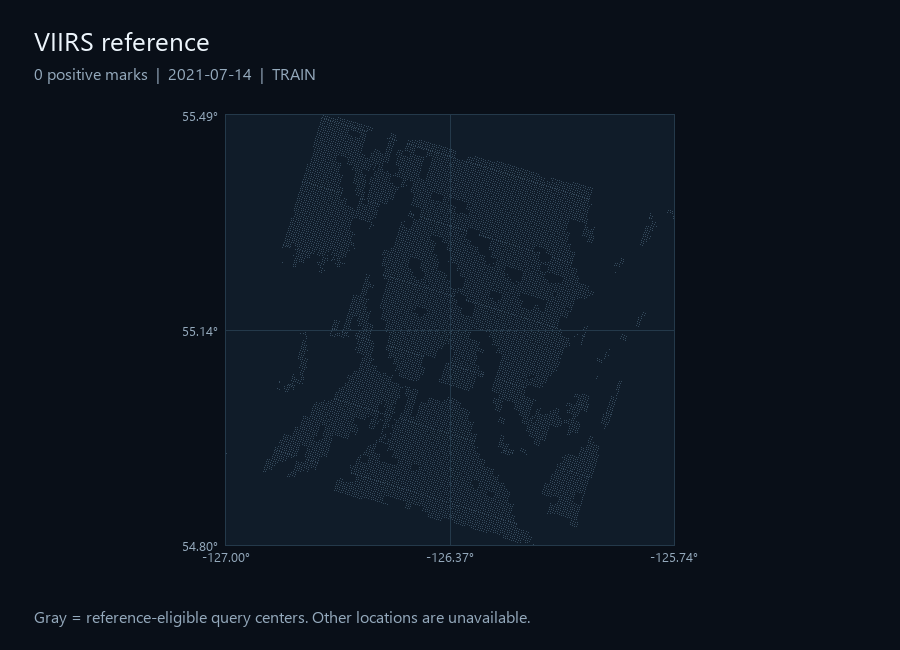 VIIRS reference
0 positive marks | 2021-07-14 | TRAIN
55.49°
55.14°
54.80°
-127.00°
-126.37°
-125.74°
Gray = reference-eligible query centers. Other locations are unavailable.